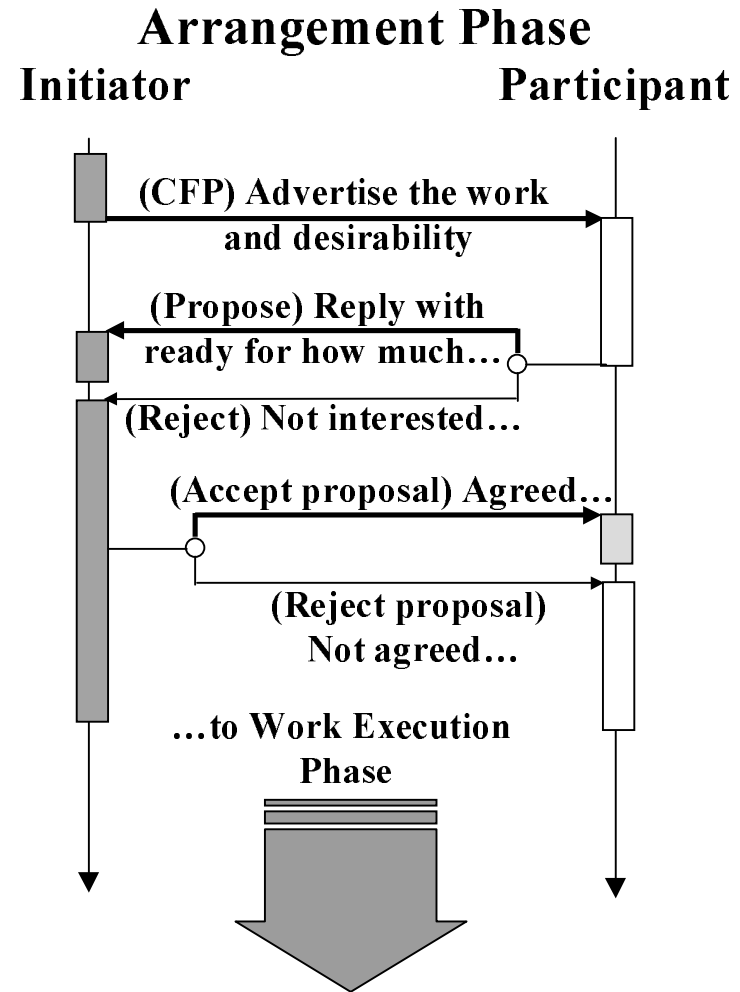 Arrangement Phase
Initiator
Participant
(CFP) Advertise the work
and desirability
(Propose) Reply with
ready for how much…
(Reject) Not interested…
(Accept proposal) Agreed…
(Reject proposal)
Not agreed…
…to Work Execution
Phase